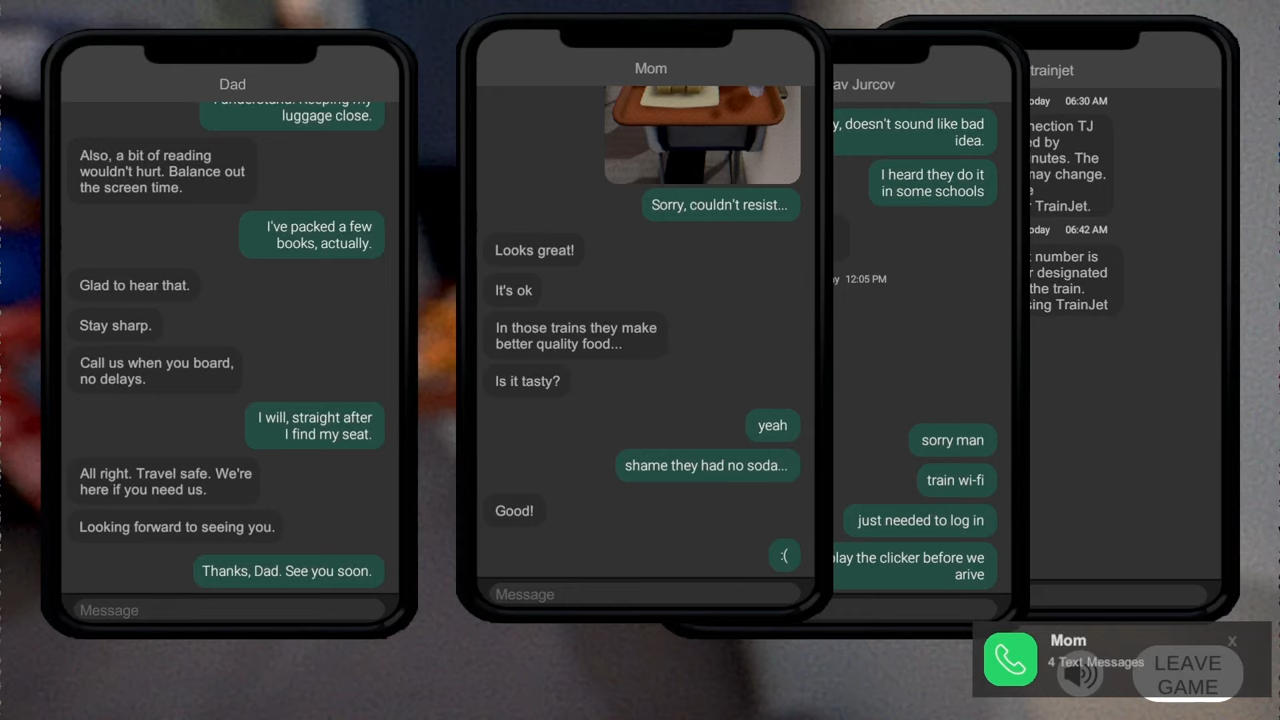 Dad
I understand. Keeping my
luggage close.
Also, a bit of reading
wouldn't hurt. Balance out
the screen time.
I've packed a few
books, actually.
Glad to hear that.
Stay sharp.
Call us when you board,
no delays.
I will, straight after
I find my seat.
All right. Travel safe. We're
here if you need us.
Looking forward to seeing you.
Thanks, Dad. See you soon.
Message
Mom
Sorry, couldn't resist...
Looks great!
It's ok
In those trains they make
better quality food...
Is it tasty?
yeah
shame they had no soda...
Good!
:(
Message
av Jurcov
y, doesn't sound like bad
idea.
I heard they do it
in some schools
y 12:05 PM
sorry man
train wi-fi
just needed to log in
play the clicker before we
arive
trainjet
oday 06:30 AM
nection TJ
ed by
nutes. The
may change.
e
r TrainJet.
oday 06:42 AM
t number is
r designated
the train.
sing TrainJet
Mom
4 Text Messages
X
LEAVE
GAME